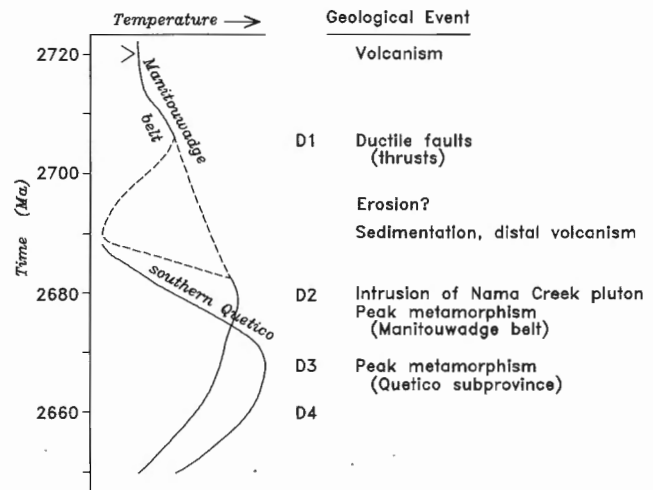 Temperature
Geological Event
2720
Volcanism
Manitouwadge
belt
D1 Ductile faults
(thrusts)
2700
Erosion?
Sedimentation, distal volcanism
Time (Ma)
southern Quetico
2680
D2 Intrusion of Nama Creek pluton
Peak metamorphism
(Manitouwadge belt)
D3 Peak metamorphism
(Quetico subprovince)
2660
D4